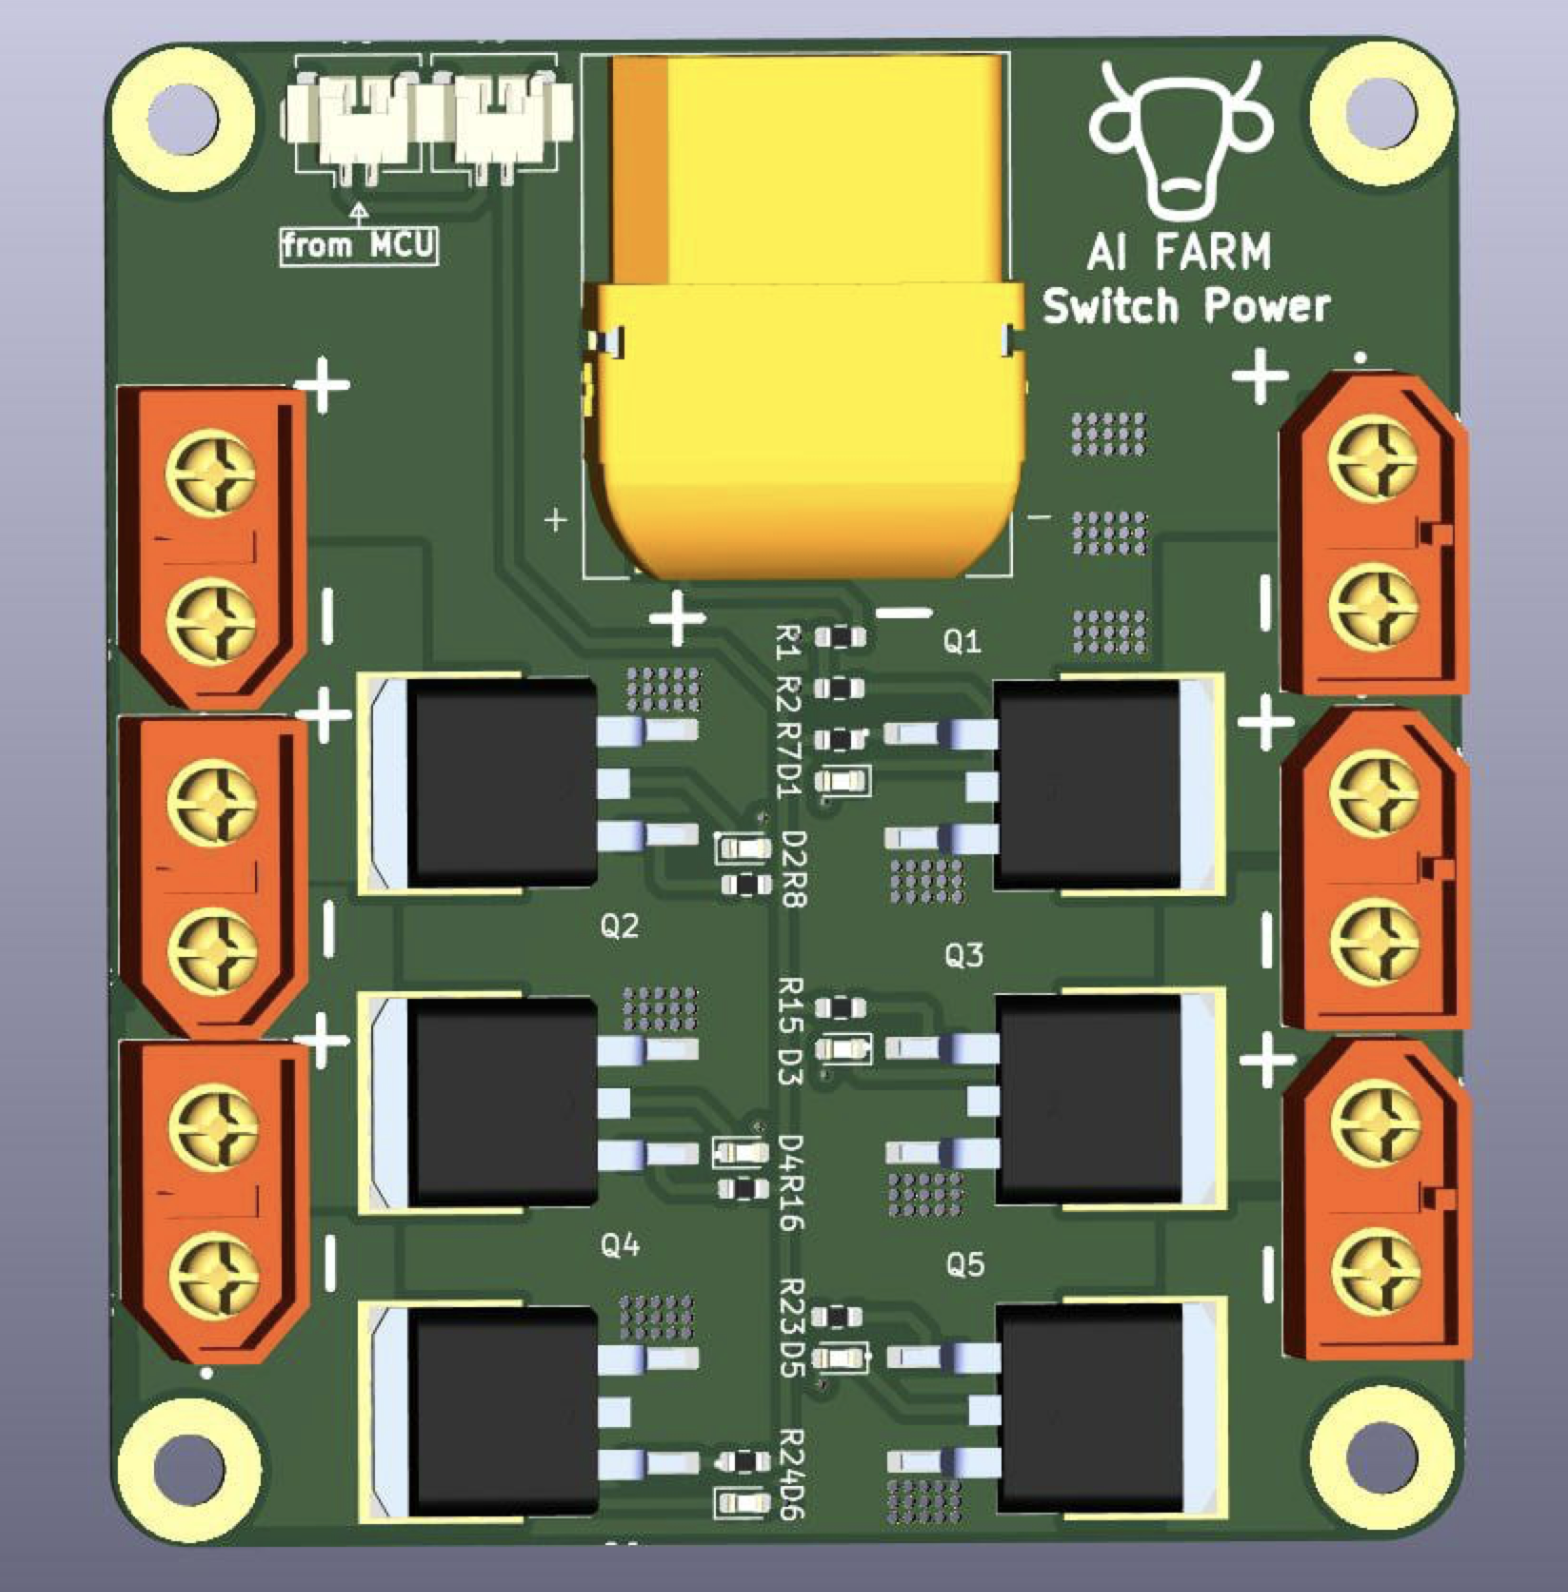 from MCU
AI FARM
Switch Power
+
+
+
−
−
−
+
−
+
−
R1
Q1
R2
R7
D1
+
+
D2
R8
Q2
−
−
Q3
R15
D3
+
+
D4
R16
Q4
Q5
−
−
R23
D5
R24
D6